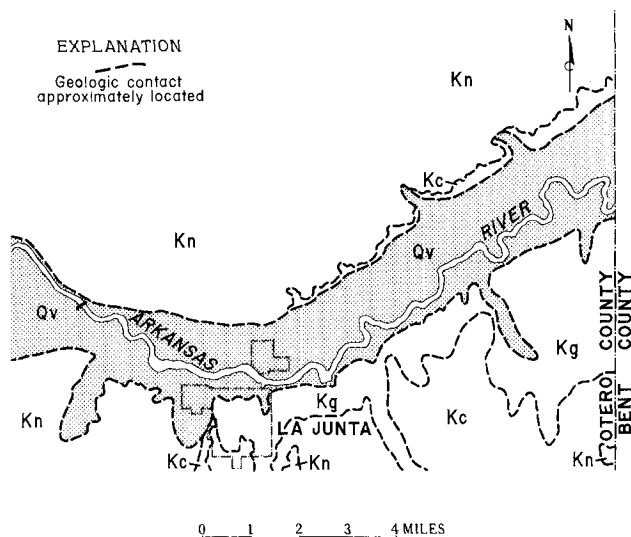 EXPLANATION
Geologic contact
approximately located
N
Kn
Kc
Kn
Qv
RIVER
Qv
ARKANSAS
OTEROL COUNTY
BENT COUNTY
Kg
Kn
Kg
LA JUNTA
Kc
Kc
Kn
Kn
0 1 2 3 4 MILES